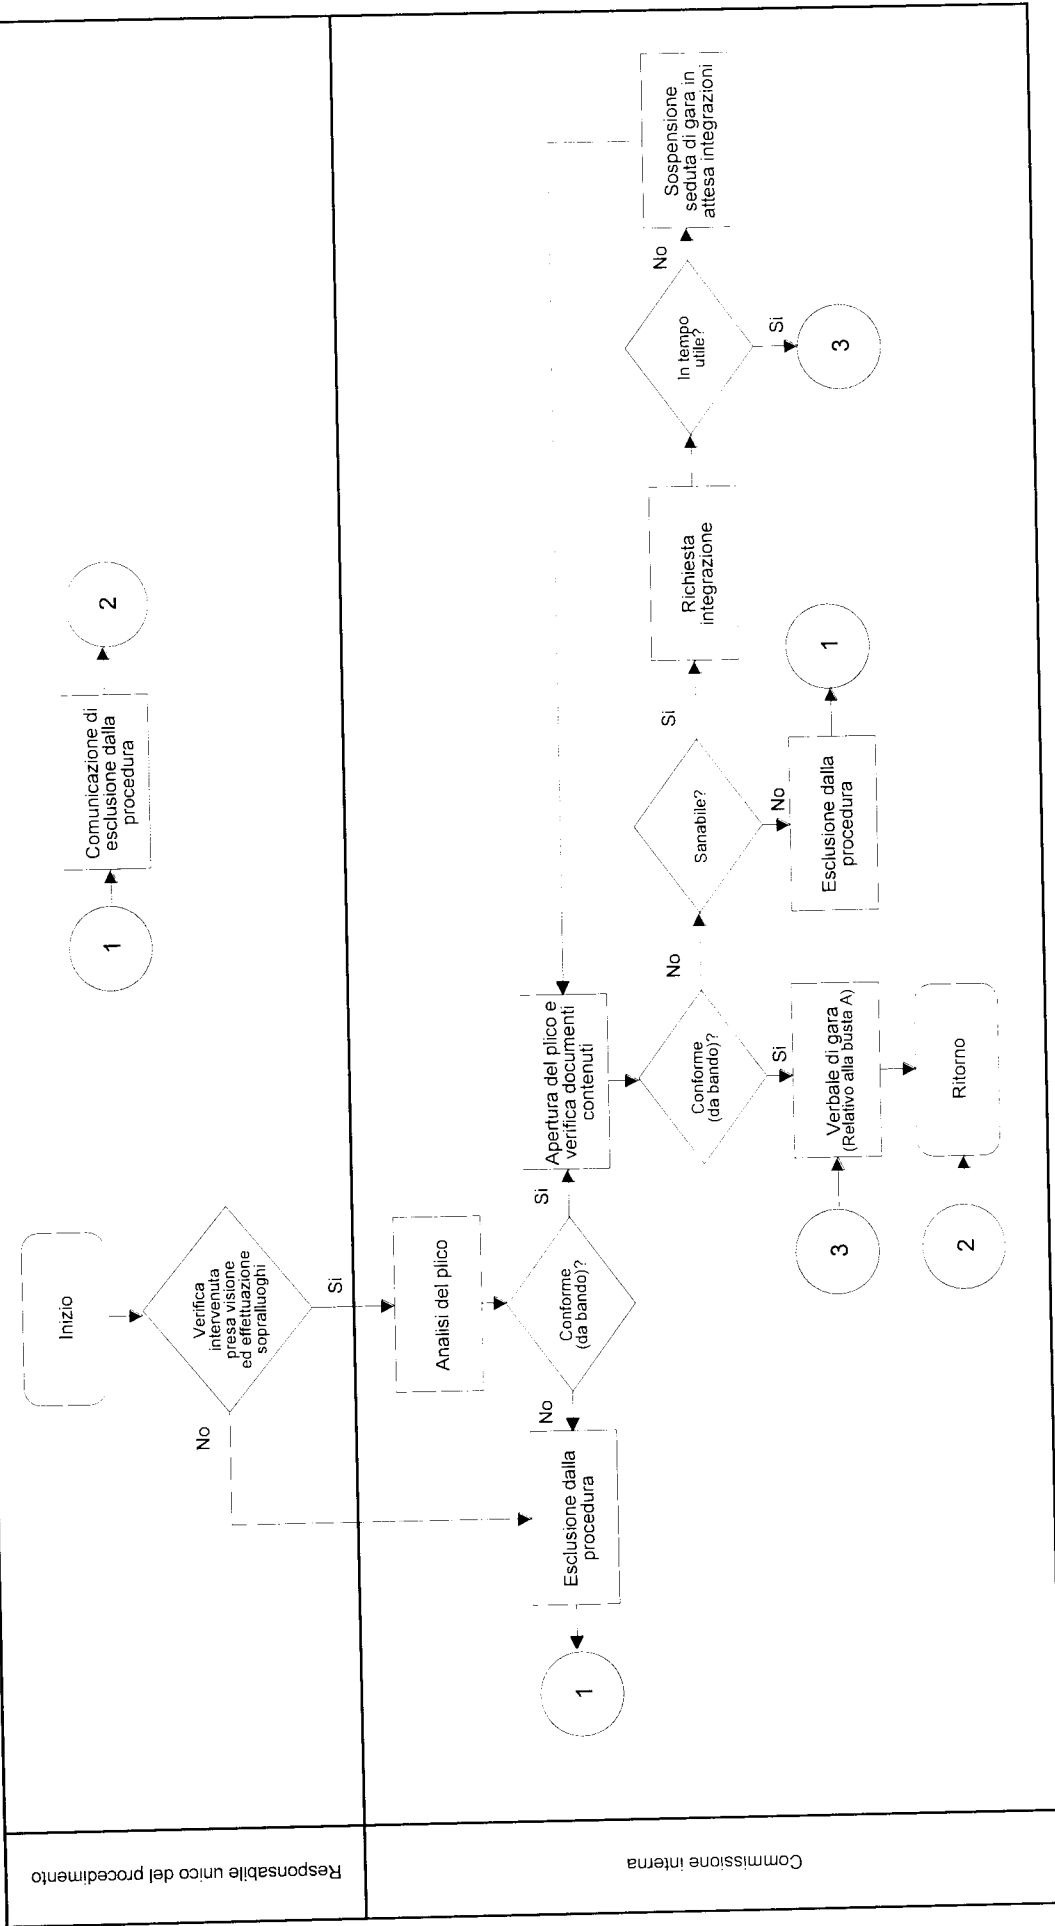 Responsabile unico del procedimento
Inizio
Verifica
intervenuta
presa visione
ed effettuazione
sopralluoghi
No
Si
1
Comunicazione di
esclusione dalla
procedura
2
Commissione interna
Analisi del plico
Conforme
(da bando)?
No
Si
Esclusione dalla
procedura
1
Apertura del plico e
verifica documenti
contenuti
Conforme
(da bando)?
No
Si
Sanabile?
Si
No
Richiesta
integrazione
In tempo
utile?
No
Si
Sospensione
seduta di gara in
attesa integrazioni
3
Esclusione dalla
procedura
1
3
Verbale di gara
(Relativo alla busta A)
2
Ritorno